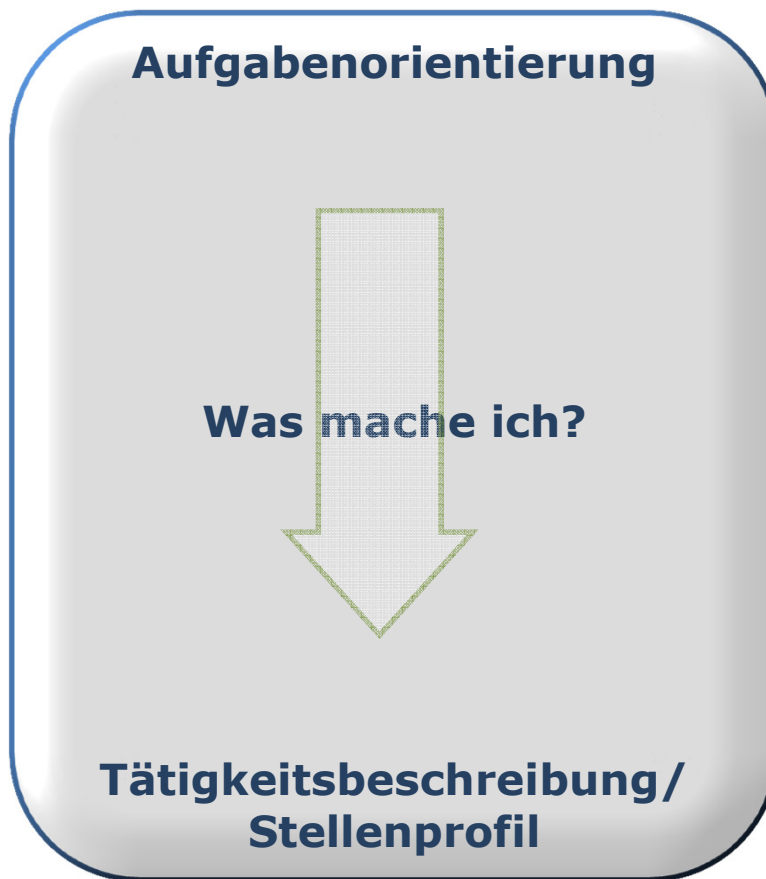 Aufgabenorientierung
Was mache ich?
Tätigkeitsbeschreibung/
Stellenprofil